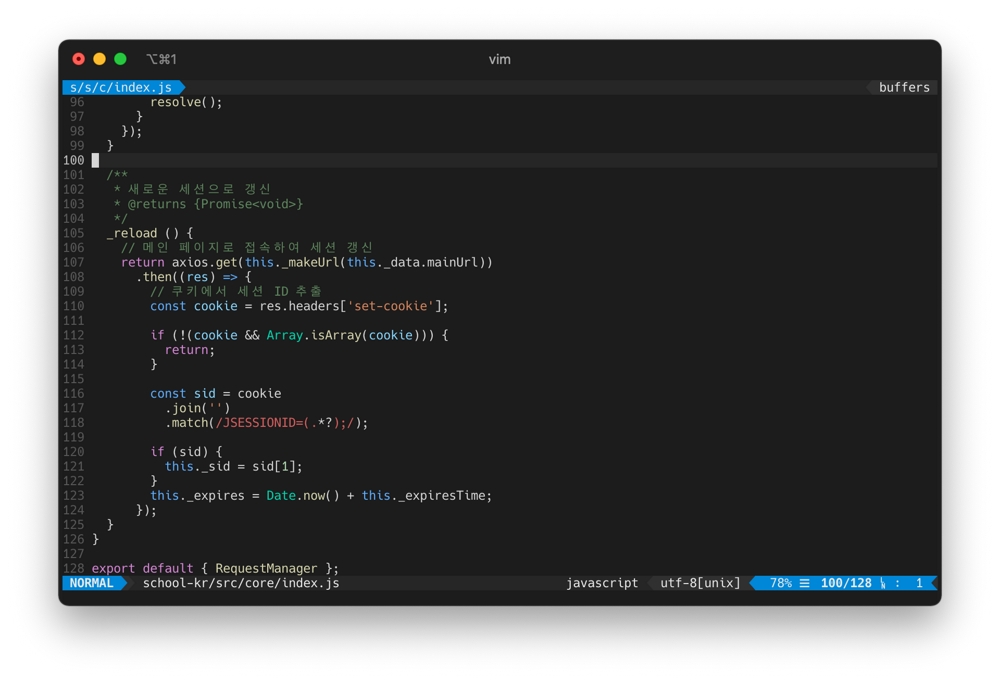 ⌥⌘1 vim
s/s/c/index.js buffers
96         resolve();
97       }
98     });
99   }
100
101   /**
102    * 새로운 세션으로 갱신
103    * @returns {Promise<void>}
104    */
105   _reload () {
106     // 메인 페이지로 접속하여 세션 갱신
107     return axios.get(this._makeUrl(this._data.mainUrl))
108       .then((res) => {
109         // 쿠키에서 세션 ID 추출
110         const cookie = res.headers['set-cookie'];
111
112         if (!(cookie && Array.isArray(cookie))) {
113           return;
114         }
115
116         const sid = cookie
117           .join('')
118           .match(/JSESSIONID=(.*?);/);
119
120         if (sid) {
121           this._sid = sid[1];
122         }
123         this._expires = Date.now() + this._expiresTime;
124       });
125   }
126 }
127
128 export default { RequestManager };
NORMAL school-kr/src/core/index.js javascript utf-8[unix] 78% ☰ 100/128 ㏑ : 1